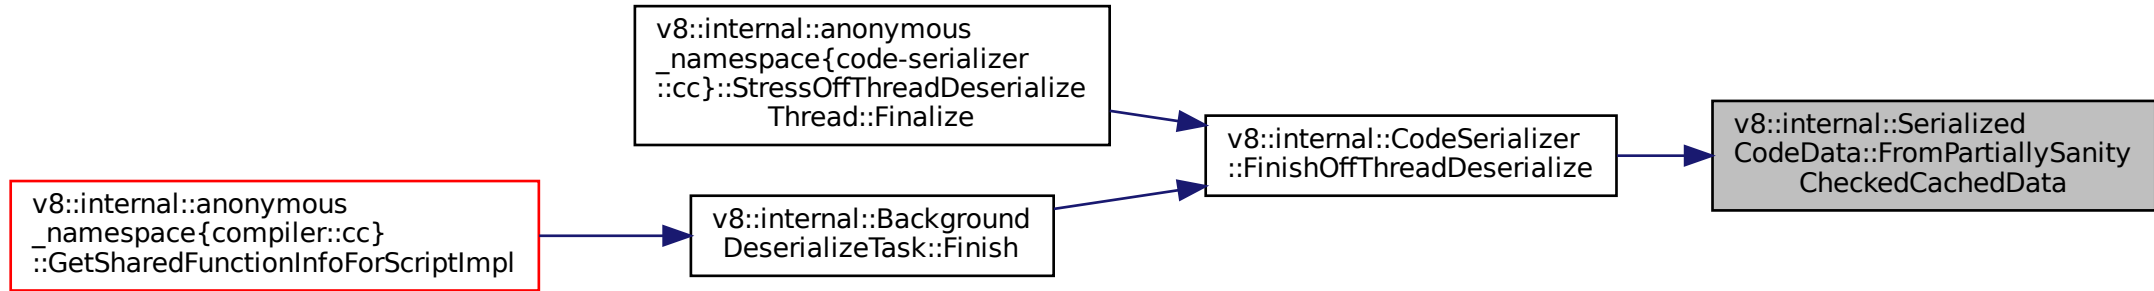 v8::internal::anonymous
_namespace{code-serializer
::cc}::StressOffThreadDeserialize
Thread::Finalize
v8::internal::anonymous
_namespace{compiler::cc}
::GetSharedFunctionInfoForScriptImpl
v8::internal::Background
DeserializeTask::Finish
v8::internal::CodeSerializer
::FinishOffThreadDeserialize
v8::internal::Serialized
CodeData::FromPartiallySanity
CheckedCachedData